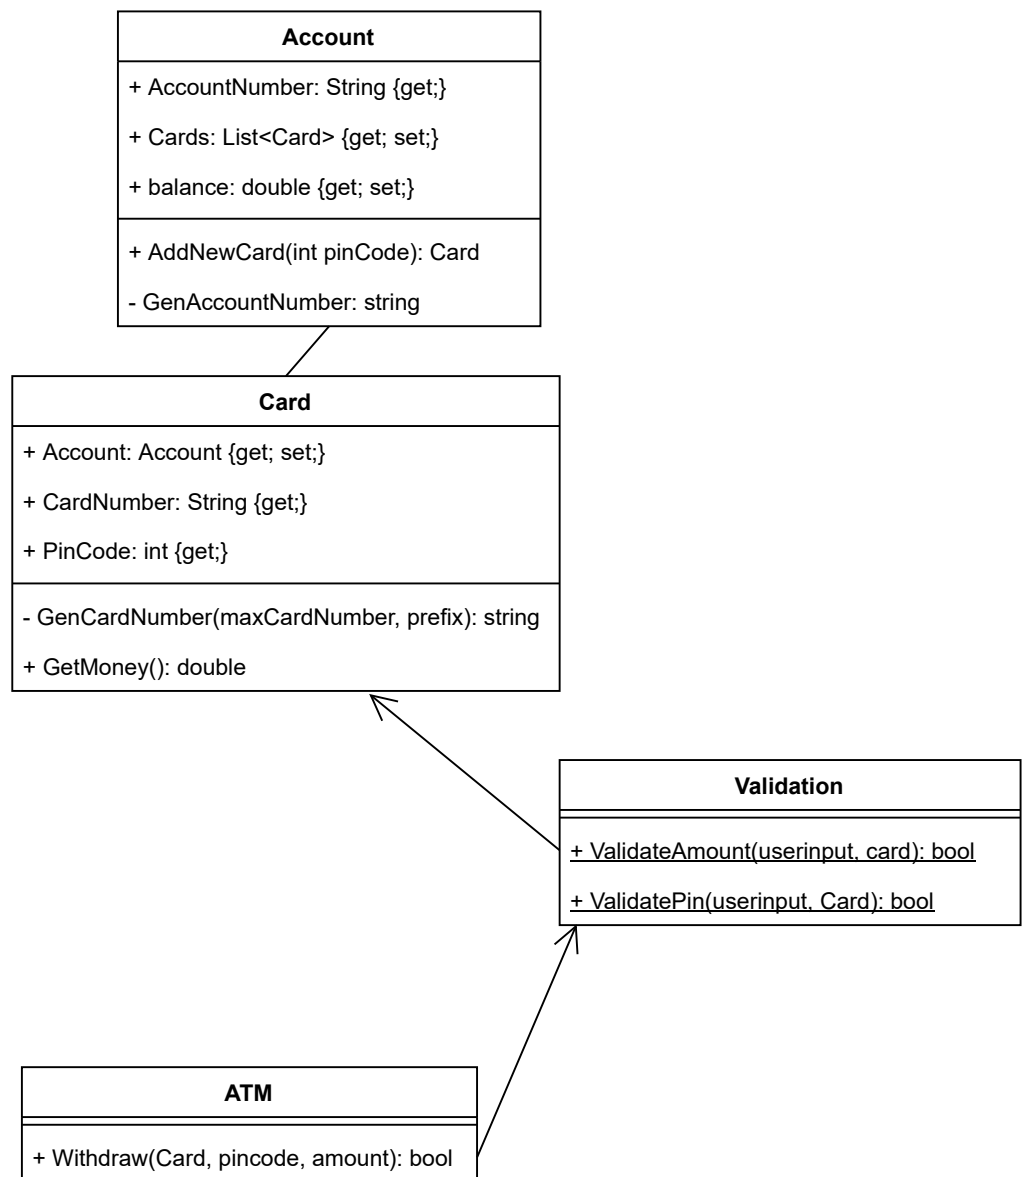 Account
+ AccountNumber: String {get;}
+ Cards: List<Card> {get; set;}
+ balance: double {get; set;}
+ AddNewCard(int pinCode): Card
- GenAccountNumber: string
Card
+ Account: Account {get; set;}
+ CardNumber: String {get;}
+ PinCode: int {get;}
- GenCardNumber(maxCardNumber, prefix): string
+ GetMoney(): double
Validation
+ ValidateAmount(userinput, card): bool
+ ValidatePin(userinput, Card): bool
ATM
+ Withdraw(Card, pincode, amount): bool